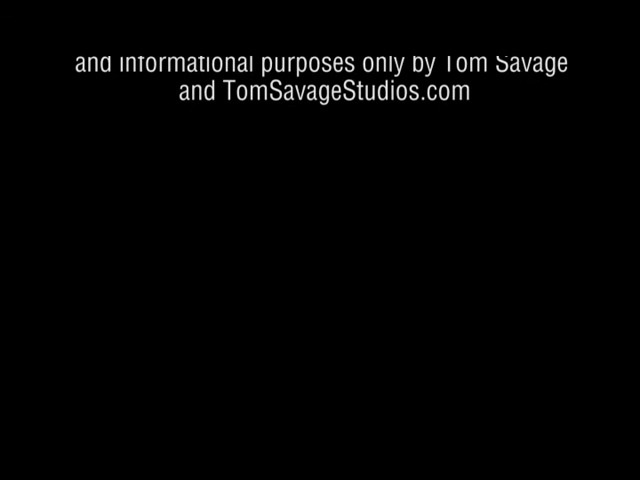 and informational purposes only by Tom Savage
and TomSavageStudios.com